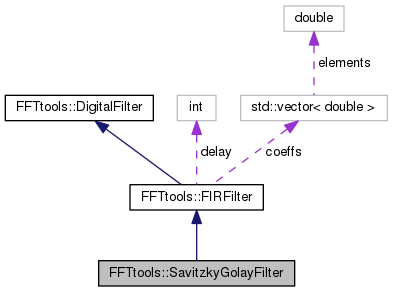 double
elements
FFTtools::DigitalFilter
int
std::vector< double >
delay
coeffs
FFTtools::FIRFilter
FFTtools::SavitzkyGolayFilter